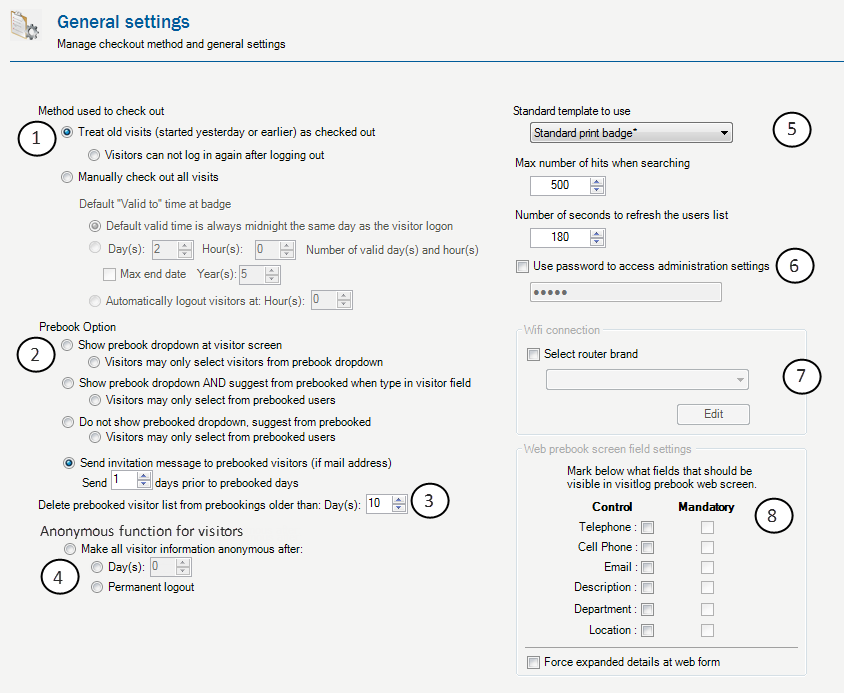 General settings
Manage checkout method and general settings
Method used to check out
1
Treat old visits (started yesterday or earlier) as checked out
Visitors can not log in again after logging out
Manually check out all visits
Default "Valid to" time at badge
Default valid time is always midnight the same day as the visitor logon
Day(s): 2 Hour(s): 0 Number of valid day(s) and hour(s)
Max end date Year(s): 5
Automatically logout visitors at: Hour(s): 0
Prebook Option
2
Show prebook dropdown at visitor screen
Visitors may only select visitors from prebook dropdown
Show prebook dropdown AND suggest from prebooked when type in visitor field
Visitors may only select from prebooked users
Do not show prebooked dropdown, suggest from prebooked
Visitors may only select from prebooked users
Send invitation message to prebooked visitors (if mail address)
Send 1 days prior to prebooked days
Delete prebooked visitor list from prebookings older than: Day(s): 10
3
Anonymous function for visitors
Make all visitor information anonymous after:
4
Day(s): 0
Permanent logout
Standard template to use
Standard print badge*
5
Max number of hits when searching
500
Number of seconds to refresh the users list
180
Use password to access administration settings
6
•••••
Wifi connection
Select router brand
7
Edit
Web prebook screen field settings
Mark below what fields that should be
visible in visitlog prebook web screen.
Control Mandatory
8
Telephone :
Cell Phone :
Email :
Description :
Department :
Location :
Force expanded details at web form